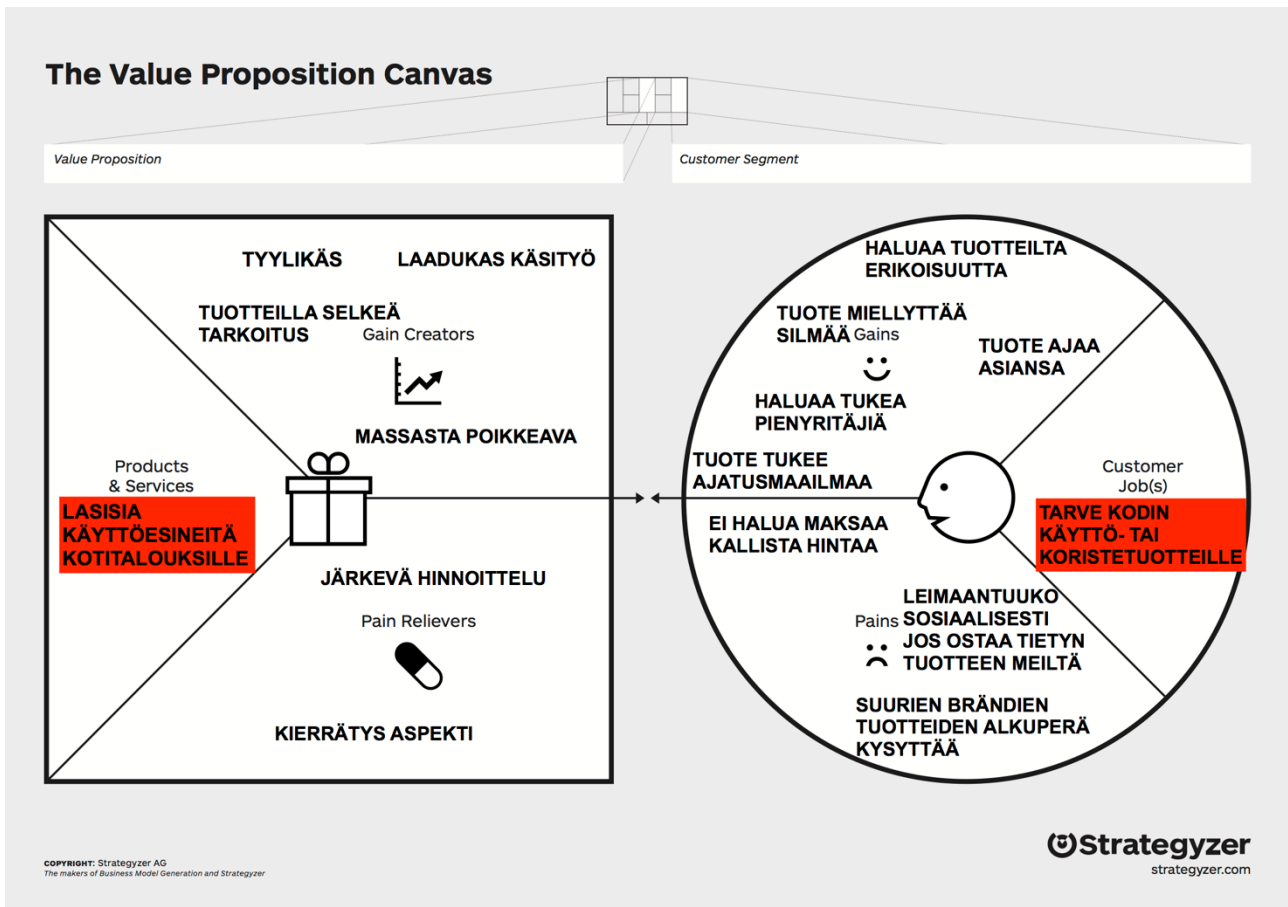 The Value Proposition Canvas
Value Proposition
Customer Segment
TYYLIKÄS
LAADUKAS KÄSITYÖ
TUOTTEILLA SELKEÄ
TARKOITUS
Gain Creators
MASSASTA POIKKEAVA
Products
& Services
LASISIA
KÄYTTÖESINEITÄ
KOTITALOUKSILLE
JÄRKEVÄ HINNOITTELU
Pain Relievers
KIERRÄTYS ASPEKTI
HALUAA TUOTTEILTA
ERIKOISUUTTA
TUOTE MIELLYTTÄÄ
SILMÄÄ
Gains
TUOTE AJAA
ASIANSA
HALUAA TUKEA
PIENYRITÄJIÄ
TUOTE TUKEE
AJATUSMAAILMAA
EI HALUA MAKSAA
KALLISTA HINTAA
Customer
Job(s)
TARVE KODIN
KÄYTTÖ- TAI
KORISTETUOTTEILLE
Pains
LEIMAANTUUKO
SOSIAALISESTI
JOS OSTAA TIETYN
TUOTTEEN MEILTÄ
SUURIEN BRÄNDIEN
TUOTTEIDEN ALKUPERÄ
KYSYTTÄÄ
COPYRIGHT: Strategyzer AG
The makers of Business Model Generation and Strategyzer
Strategyzer
strategyzer.com